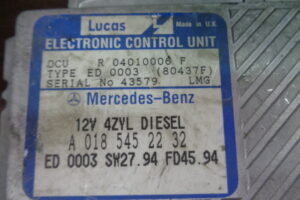 Lucas
Made in U.K.
ELECTRONIC CONTROL UNIT
DCU R 04010006 F
TYPE ED 0003 (80437F)
SERIAL No 43579 LMG
Mercedes-Benz
12V 4ZYL DIESEL
A 018 545 22 32
ED 0003 SW27.94 FD45.94